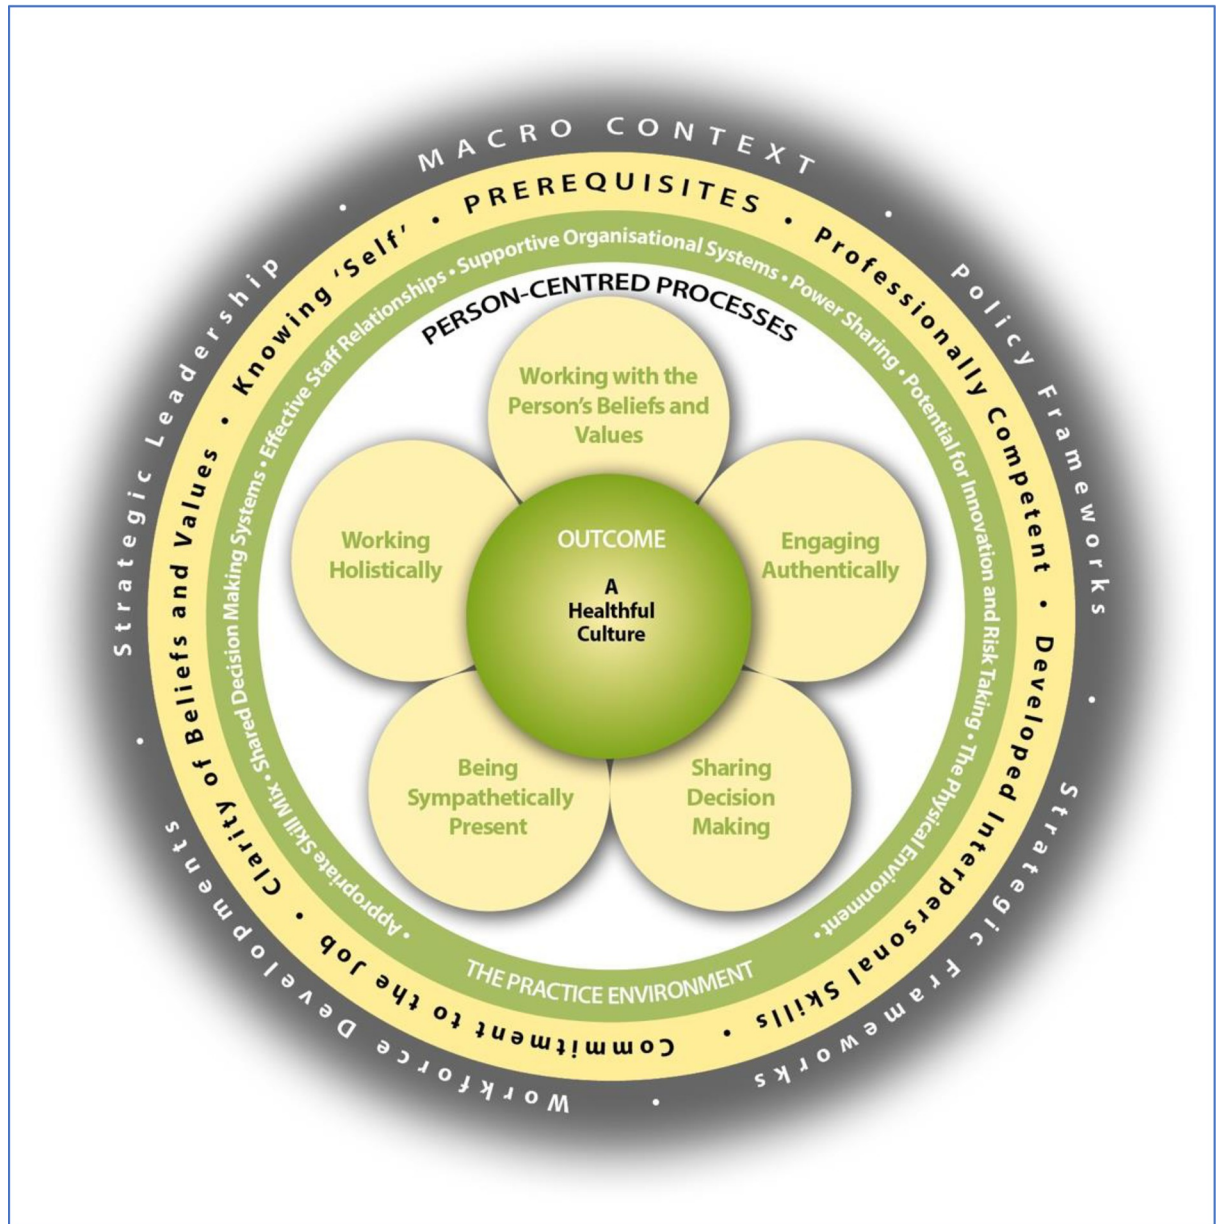 MACRO CONTEXT
•
Policy Frameworks
•
Strategic Frameworks
•
Workforce Developments
•
Strategic Leadership
•
PREREQUISITES
•
Professionally Competent
•
Developed Interpersonal Skills
•
Commitment to the Job
•
Clarity of Beliefs and Values
•
Knowing ‘Self’
•
THE PRACTICE ENVIRONMENT
• Appropriate Skill Mix • Shared Decision Making Systems • Effective Staff Relationships • Supportive Organisational Systems • Power Sharing • Potential for Innovation and Risk Taking • The Physical Environment •
PERSON-CENTRED PROCESSES
Working with the
Person’s Beliefs and
Values
Engaging
Authentically
Sharing
Decision
Making
Being
Sympathetically
Present
Working
Holistically
OUTCOME
A
Healthful
Culture